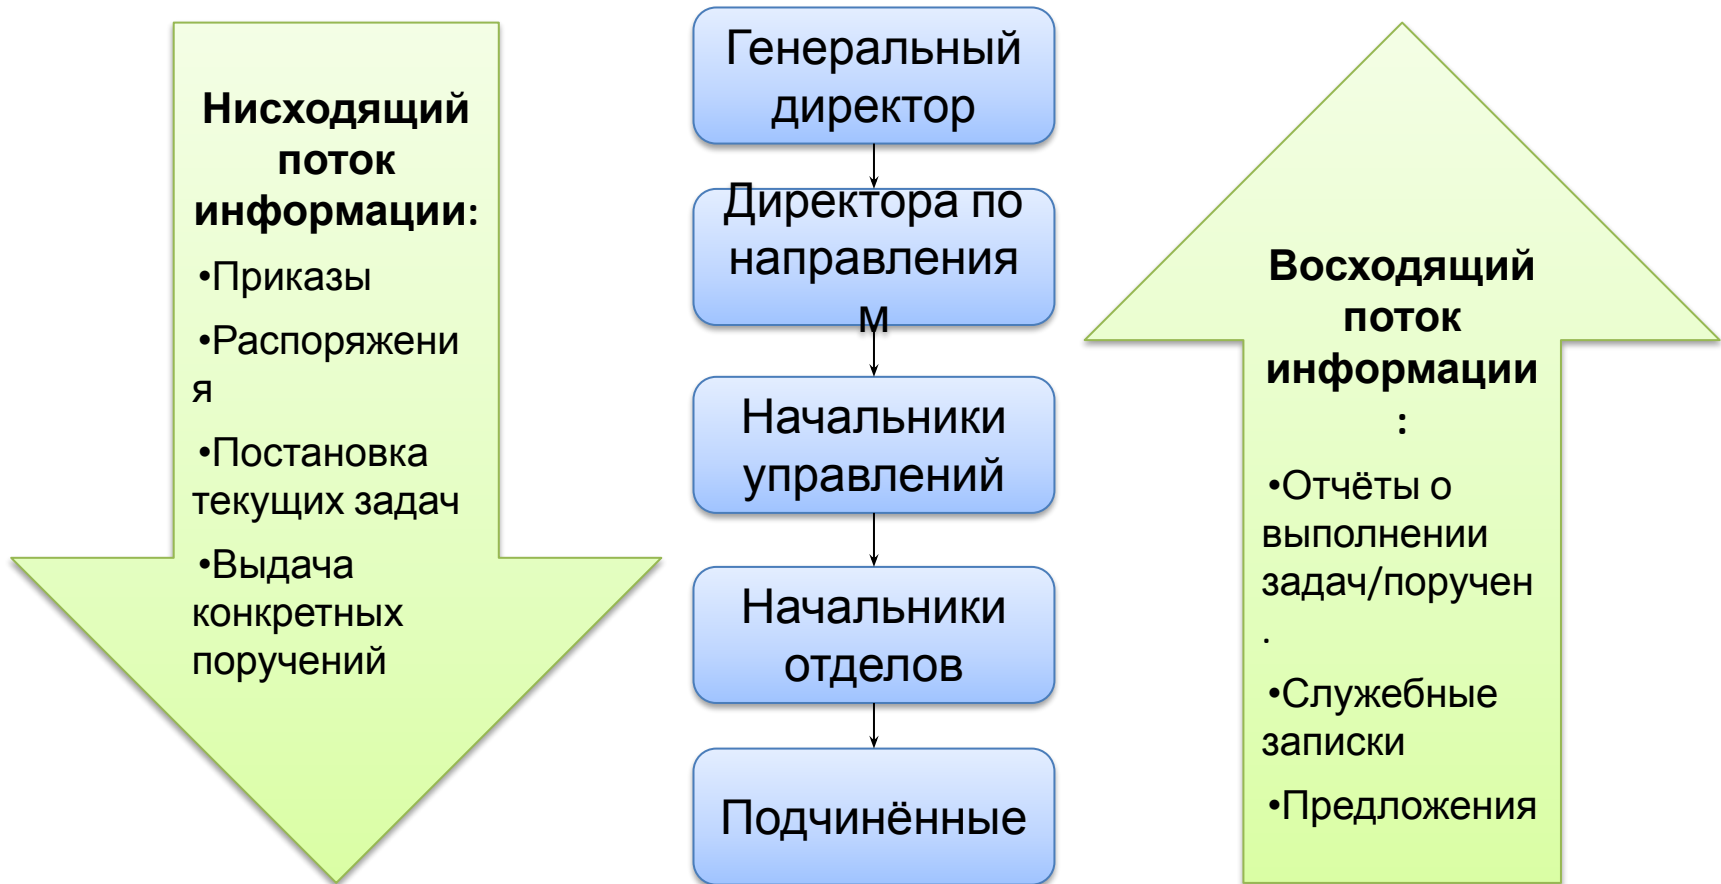 Нисходящий
поток
информации:
•Приказы
•Распоряжени
я
•Постановка
текущих задач
•Выдача
конкретных
поручений
Генеральный
директор
Директора по
направления
м
Начальники
управлений
Начальники
отделов
Подчинённые
Восходящий
поток
информации
:
•Отчёты о
выполнении
задач/поручен
.
•Служебные
записки
•Предложения